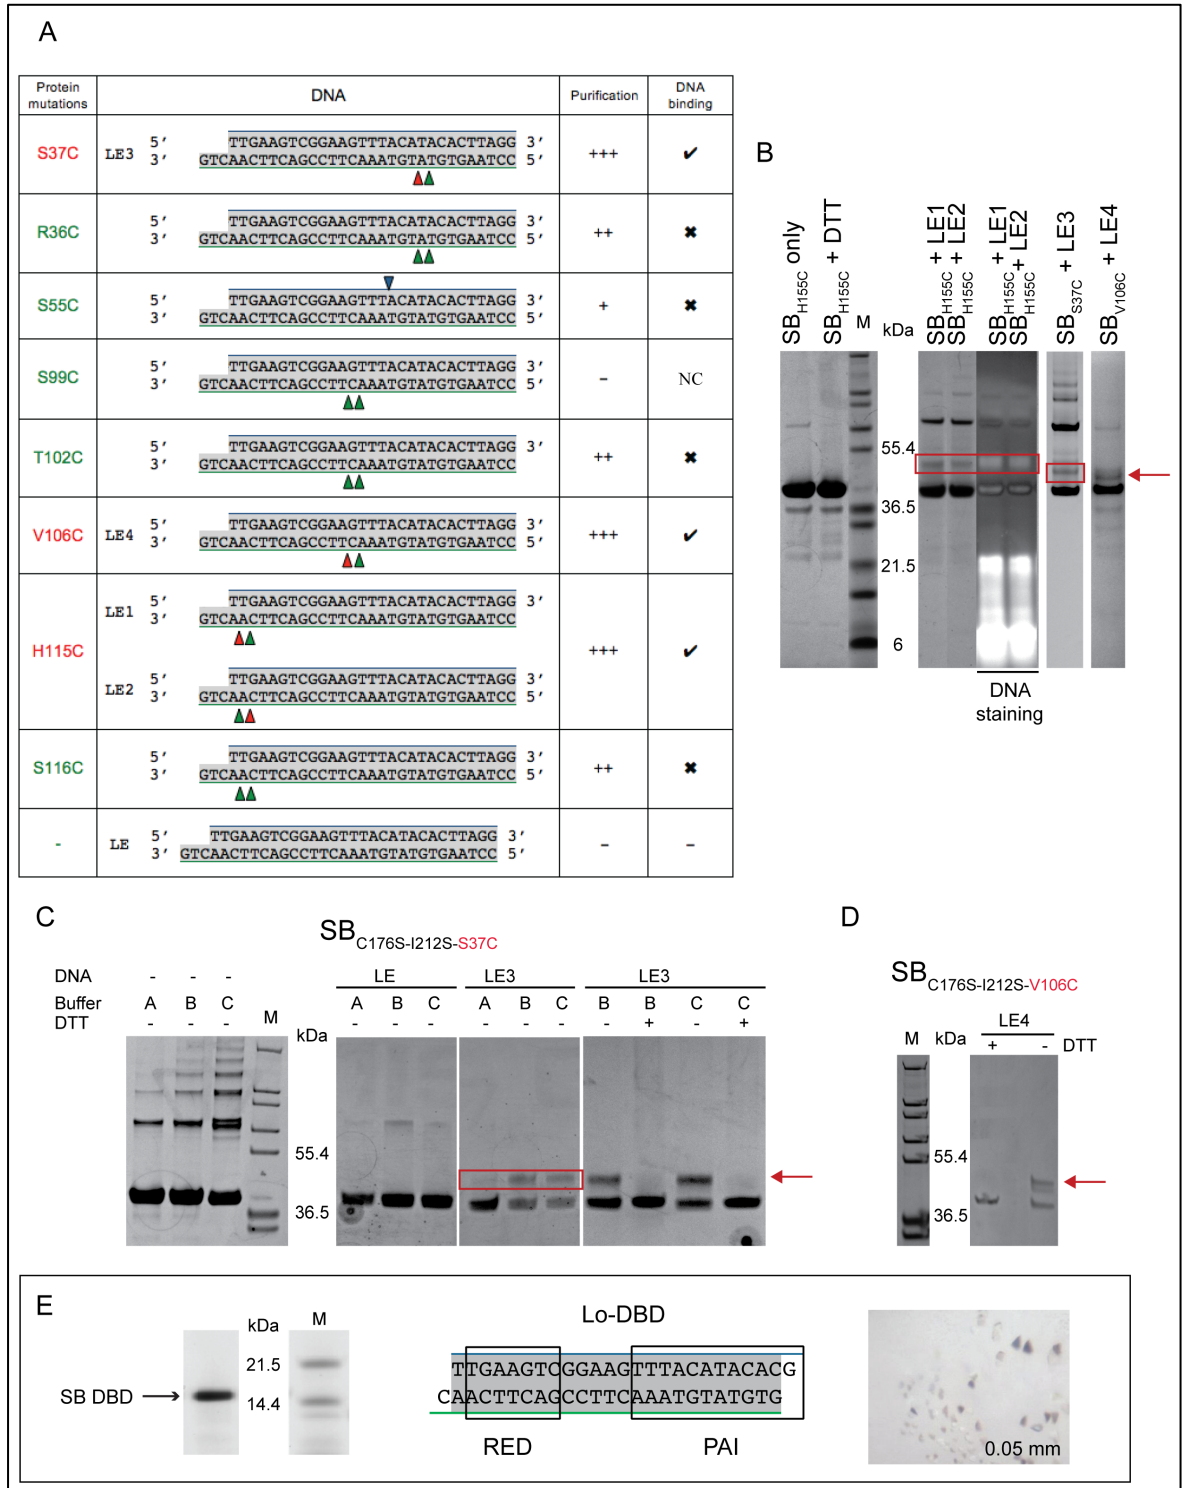 A
Protein mutations
DNA
Purification
DNA binding
S37C
LE3
5′ TTGAAGTCGGAAGTTTACATACACTTAGG 3′
3′ GTCAACTTCAGCCTTCAAATGTATGTGAATCC 5′
+++
✔
R36C
5′ TTGAAGTCGGAAGTTTACATACACTTAGG 3′
3′ GTCAACTTCAGCCTTCAAATGTATGTGAATCC 5′
++
✖
S55C
5′ TTGAAGTCGGAAGTTTACATACACTTAGG 3′
3′ GTCAACTTCAGCCTTCAAATGTATGTGAATCC 5′
+
✖
S99C
5′ TTGAAGTCGGAAGTTTACATACACTTAGG 3′
3′ GTCAACTTCAGCCTTCAAATGTATGTGAATCC 5′
–
NC
T102C
5′ TTGAAGTCGGAAGTTTACATACACTTAGG 3′
3′ GTCAACTTCAGCCTTCAAATGTATGTGAATCC 5′
++
✖
V106C
LE4
5′ TTGAAGTCGGAAGTTTACATACACTTAGG 3′
3′ GTCAACTTCAGCCTTCAAATGTATGTGAATCC 5′
+++
✔
H115C
LE1
5′ TTGAAGTCGGAAGTTTACATACACTTAGG 3′
3′ GTCAACTTCAGCCTTCAAATGTATGTGAATCC
LE2
5′ TTGAAGTCGGAAGTTTACATACACTTAGG 3′
3′ GTCAACTTCAGCCTTCAAATGTATGTGAATCC 5′
+++
✔
S116C
5′ TTGAAGTCGGAAGTTTACATACACTTAGG 3′
3′ GTCAACTTCAGCCTTCAAATGTATGTGAATCC 5′
++
✖
-
LE
5′ TTGAAGTCGGAAGTTTACATACACTTAGG 3′
3′ GTCAACTTCAGCCTTCAAATGTATGTGAATCC 5′
–
–
B
SBH155C only
SBH155C + DTT
M
kDa
SBH155C + LE1
SBH155C + LE2
SBH155C + LE1
SBH155C + LE2
SBS37C + LE3
SBV106C + LE4
55.4
36.5
21.5
6
DNA
staining
C
SBC176S-I212S-S37C
DNA - - - LE LE3 LE3
Buffer A B C A B C A B C B B C C
DTT - - - - - - - - - - + - +
M
kDa
55.4
36.5
D
SBC176S-I212S-V106C
LE4
M kDa + - DTT
55.4
36.5
E
kDa
M
21.5
SB DBD
14.4
Lo-DBD
TTGAAGTCGGAAGTTTACATACACG
CAACTTCAGCCTTCAAATGTATGTG
RED
PAI
0.05 mm